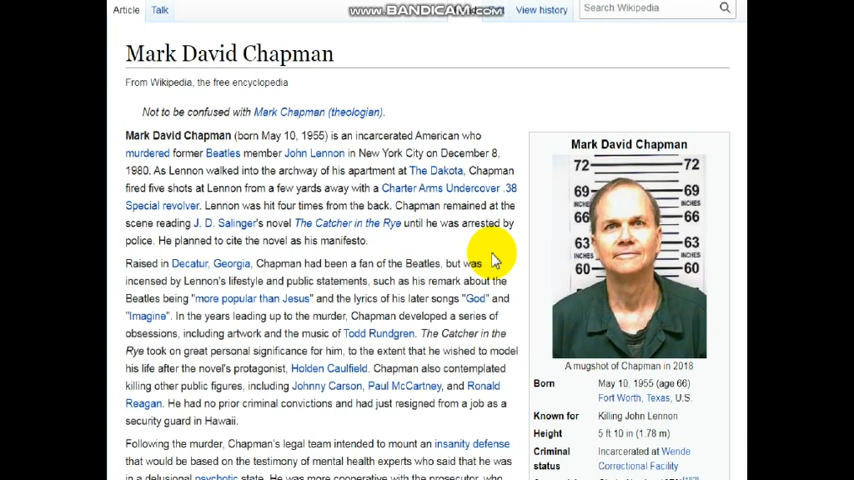 Article Talk View history Search Wikipedia
www.BANDICAM.com
Mark David Chapman
From Wikipedia, the free encyclopedia
Not to be confused with Mark Chapman (theologian).
Mark David Chapman (born May 10, 1955) is an incarcerated American who
murdered former Beatles member John Lennon in New York City on December 8,
1980. As Lennon walked into the archway of his apartment at The Dakota, Chapman
fired five shots at Lennon from a few yards away with a Charter Arms Undercover .38
Special revolver. Lennon was hit four times from the back. Chapman remained at the
scene reading J. D. Salinger's novel The Catcher in the Rye until he was arrested by
police. He planned to cite the novel as his manifesto.
Raised in Decatur, Georgia, Chapman had been a fan of the Beatles, but was
incensed by Lennon's lifestyle and public statements, such as his remark about the
Beatles being "more popular than Jesus" and the lyrics of his later songs "God" and
"Imagine". In the years leading up to the murder, Chapman developed a series of
obsessions, including artwork and the music of Todd Rundgren. The Catcher in the
Rye took on great personal significance for him, to the extent that he wished to model
his life after the novel's protagonist, Holden Caulfield. Chapman also contemplated
killing other public figures, including Johnny Carson, Paul McCartney, and Ronald
Reagan. He had no prior criminal convictions and had just resigned from a job as a
security guard in Hawaii.
Following the murder, Chapman's legal team intended to mount an insanity defense
that would be based on the testimony of mental health experts who said that he was
in a delusional psychotic state. He was more cooperative with the prosecutor, who
Mark David Chapman
72 72
69 69
INCHES INCHES
66 66
63 63
INCHES INCHES
60 60
A mugshot of Chapman in 2018
Born May 10, 1955 (age 66)
Fort Worth, Texas, U.S.
Known for Killing John Lennon
Height 5 ft 10 in (1.78 m)
Criminal Incarcerated at Wende
status Correctional Facility